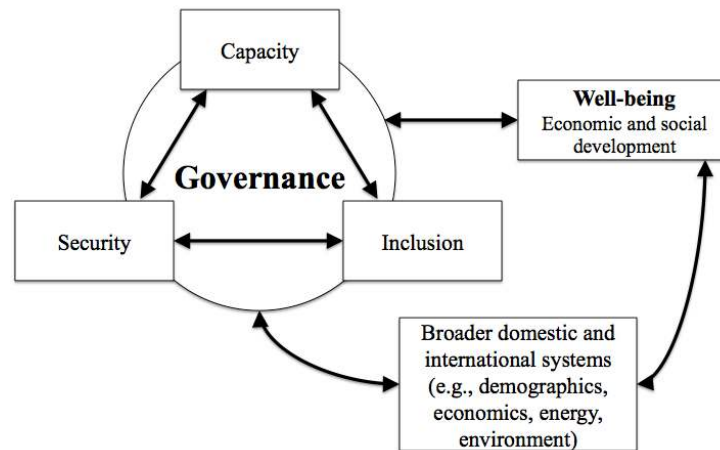 Capacity
Well-being
Economic and social
development
Governance
Security
Inclusion
Broader domestic and
international systems
(e.g., demographics,
economics, energy,
environment)